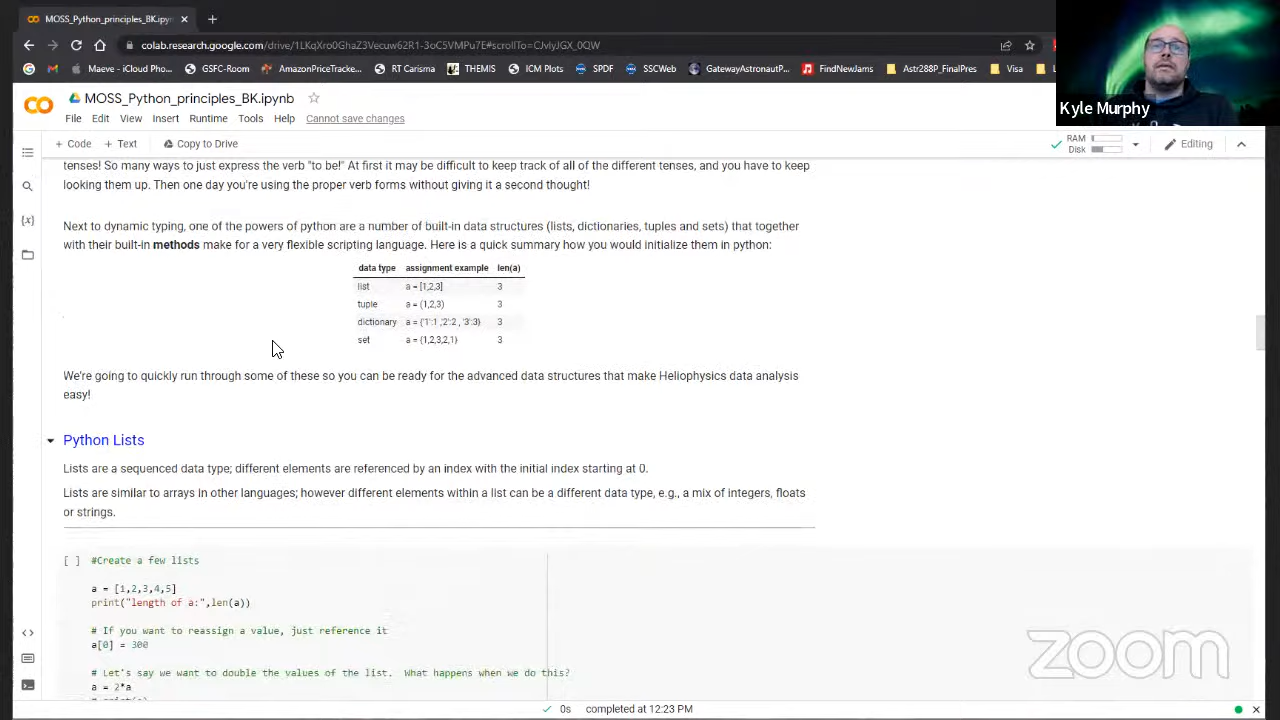 MOSS_Python_principles_BK.ipynb
colab.research.google.com/drive/1LKqXro0GhaZ3Vecuw62R1-3oC5VMPu7E#scrollTo=CJvIyJGX_0QW
Maeve - iCloud Pho... GSFC-Room AmazonPriceTracke... RT Carisma ARTEMIS ICM Plots SPDF SSCWeb GatewayAstronautP... FindNewJams Astr288P_FinalPres Visa
Kyle Murphy
MOSS_Python_principles_BK.ipynb
File Edit View Insert Runtime Tools Help Cannot save changes
+ Code + Text Copy to Drive RAM Disk Editing
tenses! So many ways to just express the verb "to be!" At first it may be difficult to keep track of all of the different tenses, and you have to keep
looking them up. Then one day you're using the proper verb forms without giving it a second thought!
Next to dynamic typing, one of the powers of python are a number of built-in data structures (lists, dictionaries, tuples and sets) that together
with their built-in methods make for a very flexible scripting language. Here is a quick summary how you would initialize them in python:
data type assignment example len(a)
list a = [1,2,3] 3
tuple a = (1,2,3) 3
dictionary a = {'1':1 ,'2':2 , '3':3} 3
set a = {1,2,3,2,1} 3
We're going to quickly run through some of these so you can be ready for the advanced data structures that make Heliophysics data analysis
easy!
Python Lists
Lists are a sequenced data type; different elements are referenced by an index with the initial index starting at 0.
Lists are similar to arrays in other languages; however different elements within a list can be a different data type, e.g., a mix of integers, floats
or strings.
[ ] #Create a few lists
a = [1,2,3,4,5]
print("length of a:",len(a))
# If you want to reassign a value, just reference it
a[0] = 300
# Let's say we want to double the values of the list. What happens when we do this?
a = 2*a
zoom
0s completed at 12:23 PM